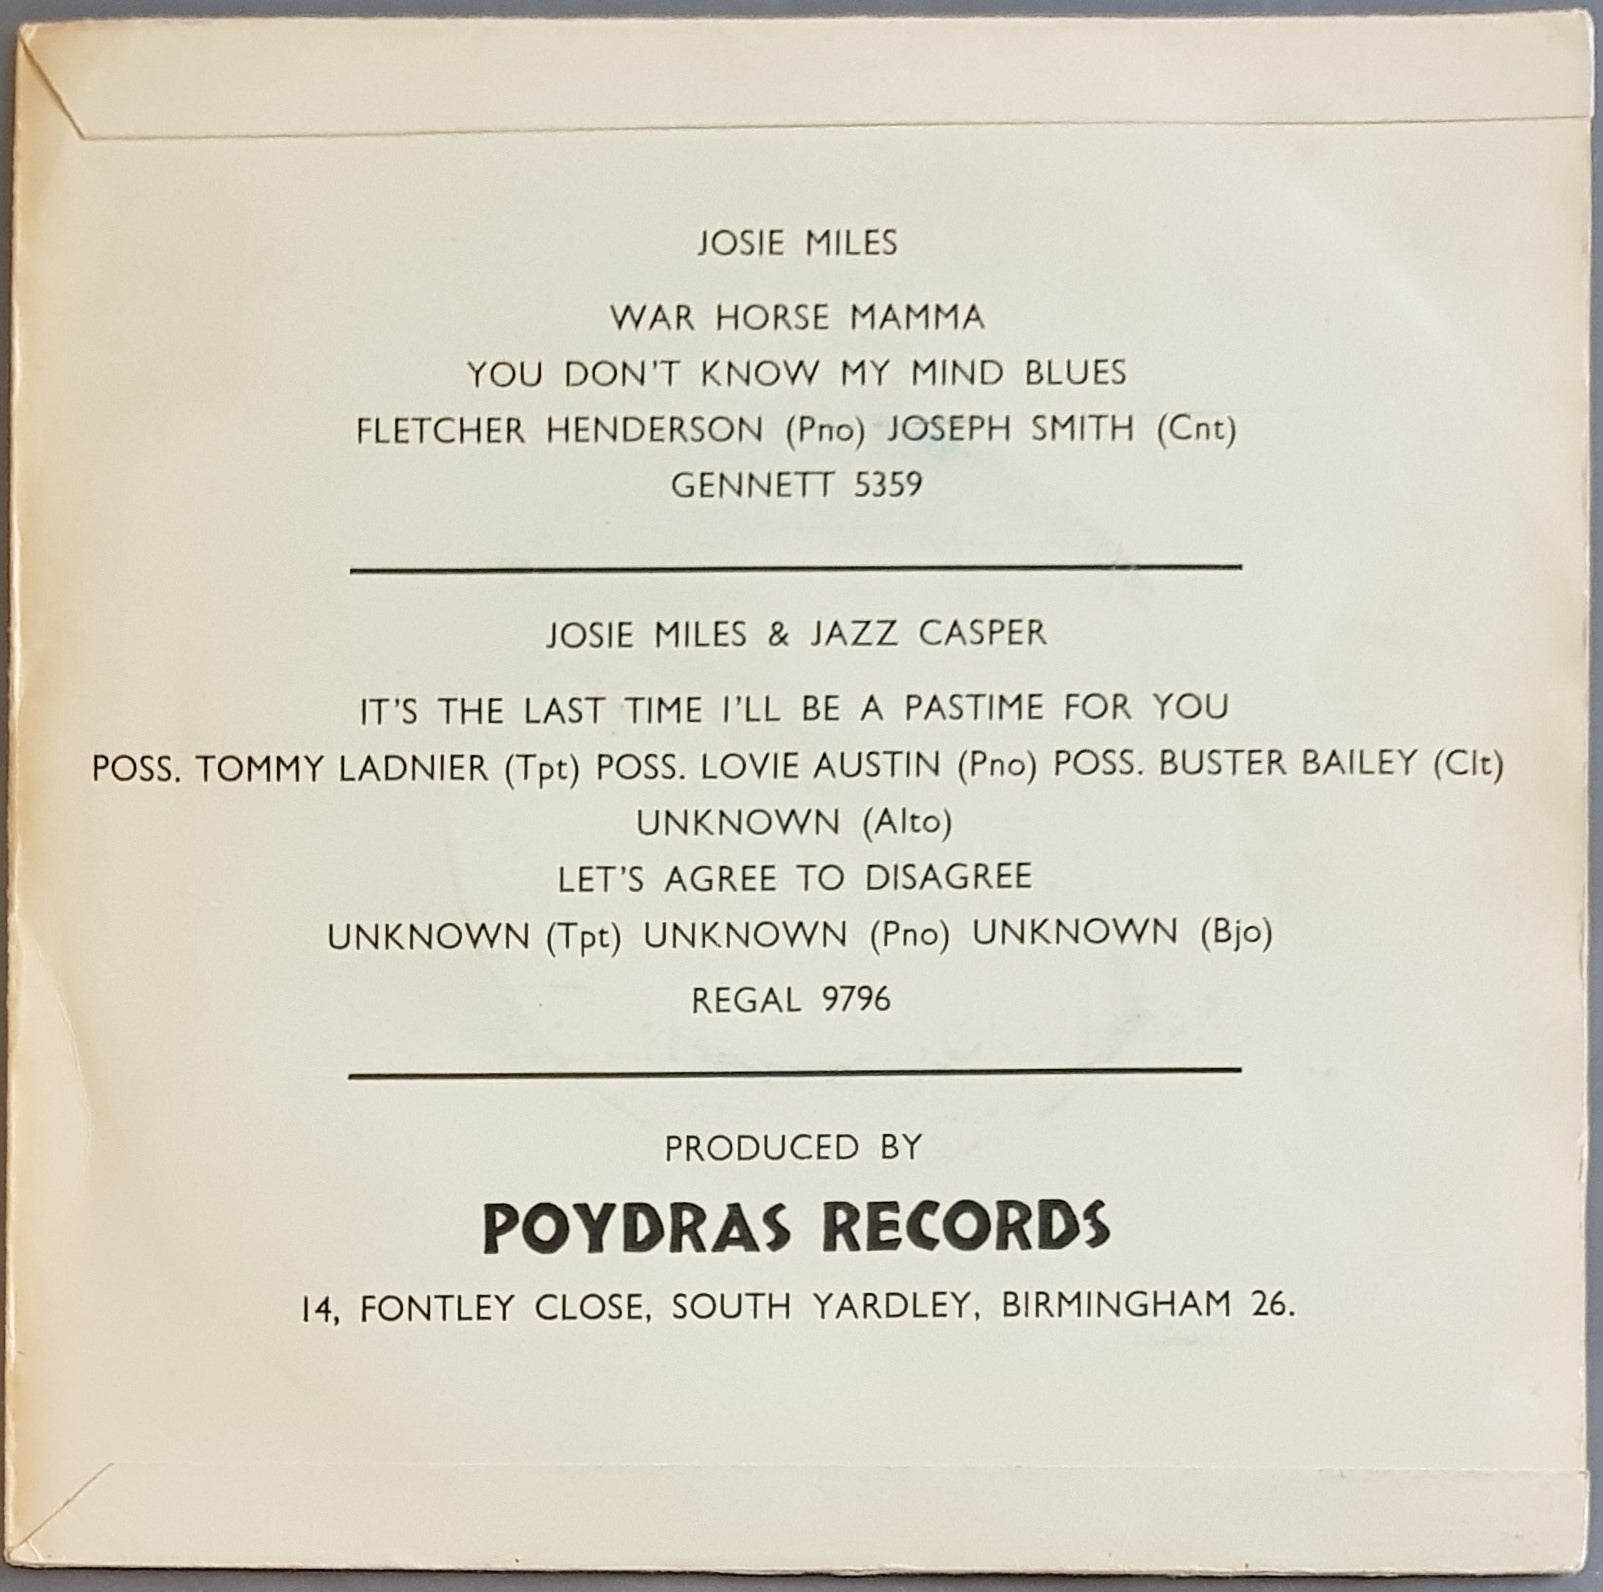 JOSIE MILES
WAR HORSE MAMMA
YOU DON'T KNOW MY MIND BLUES
FLETCHER HENDERSON (Pno) JOSEPH SMITH (Cnt)
GENNETT 5359
JOSIE MILES & JAZZ CASPER
IT'S THE LAST TIME I'LL BE A PASTIME FOR YOU
POSS. TOMMY LADNIER (Tpt) POSS. LOVIE AUSTIN (Pno) POSS. BUSTER BAILEY (Clt)
UNKNOWN (Alto)
LET'S AGREE TO DISAGREE
UNKNOWN (Tpt) UNKNOWN (Pno) UNKNOWN (Bjo)
REGAL 9796
PRODUCED BY
POYDRAS RECORDS
14, FONTLEY CLOSE, SOUTH YARDLEY, BIRMINGHAM 26.